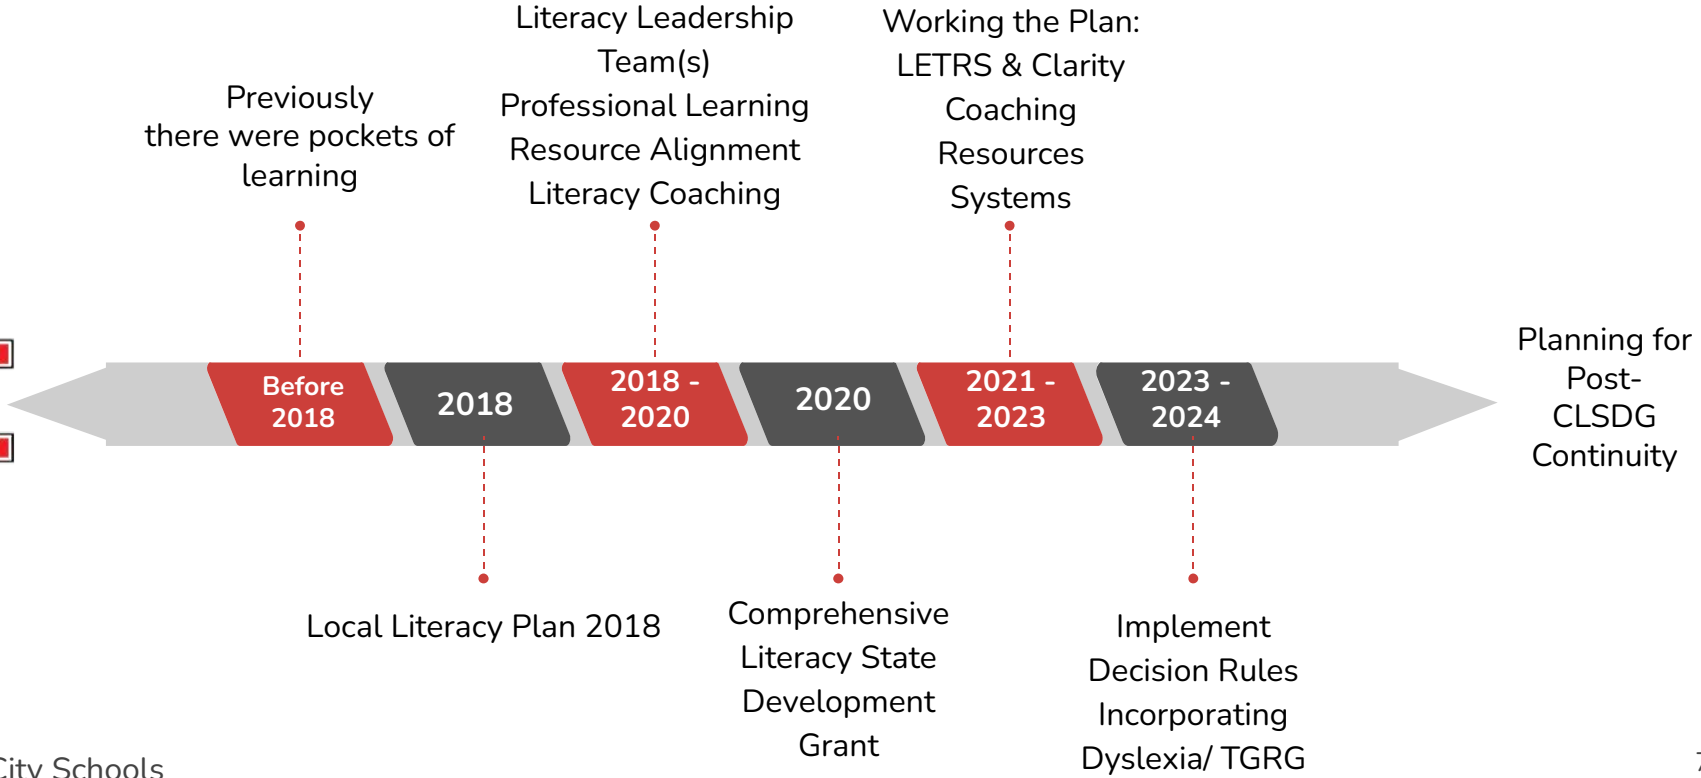 Previously
there were pockets of
learning
Literacy Leadership
Team(s)
Professional Learning
Resource Alignment
Literacy Coaching
Working the Plan:
LETRS & Clarity
Coaching
Resources
Systems
Before
2018
2018
2018 -
2020
2020
2021 -
2023
2023 -
2024
Planning for
Post-
CLSDG
Continuity
Local Literacy Plan 2018
Comprehensive
Literacy State
Development
Grant
Implement
Decision Rules
Incorporating
Dyslexia/ TGRG
City Schools